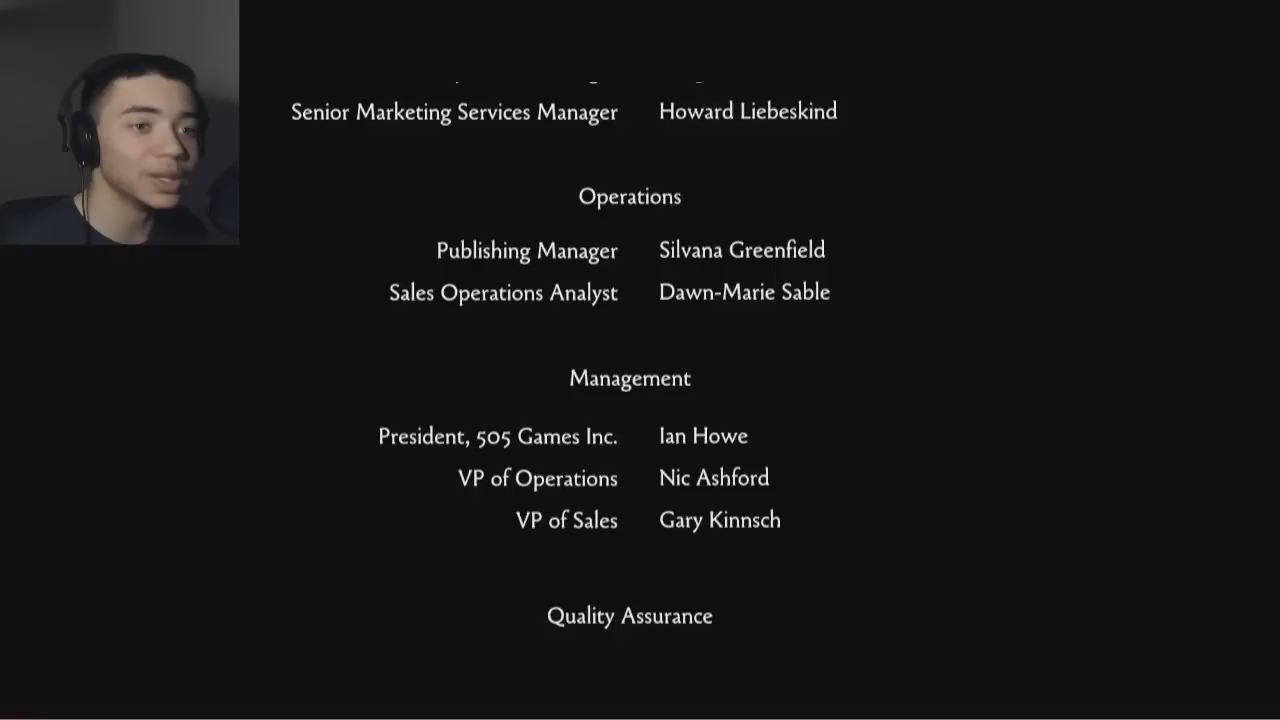 Senior Marketing Services Manager Howard Liebeskind
Operations
Publishing Manager Silvana Greenfield
Sales Operations Analyst Dawn-Marie Sable
Management
President, 505 Games Inc. Ian Howe
VP of Operations Nic Ashford
VP of Sales Gary Kinnsch
Quality Assurance